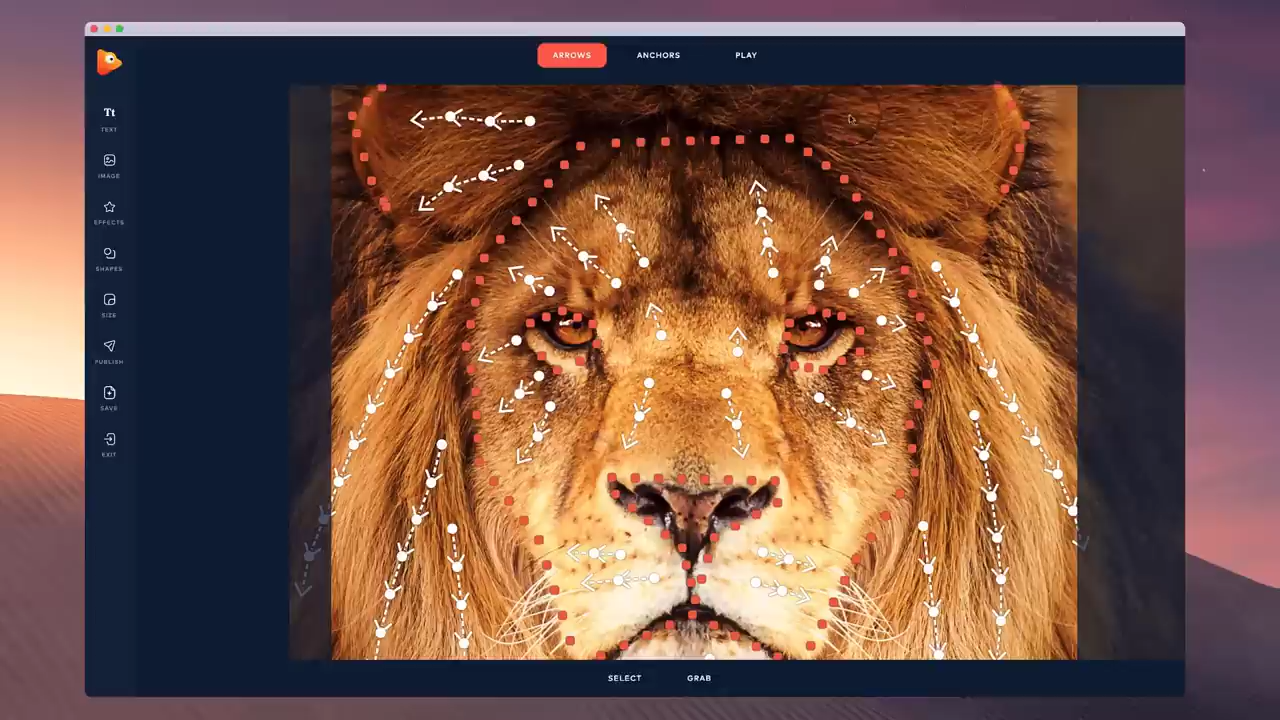 ARROWS
ANCHORS
PLAY
Tt
TEXT
IMAGE
EFFECTS
SHAPES
SIZE
PUBLISH
SAVE
EXIT
SELECT
GRAB